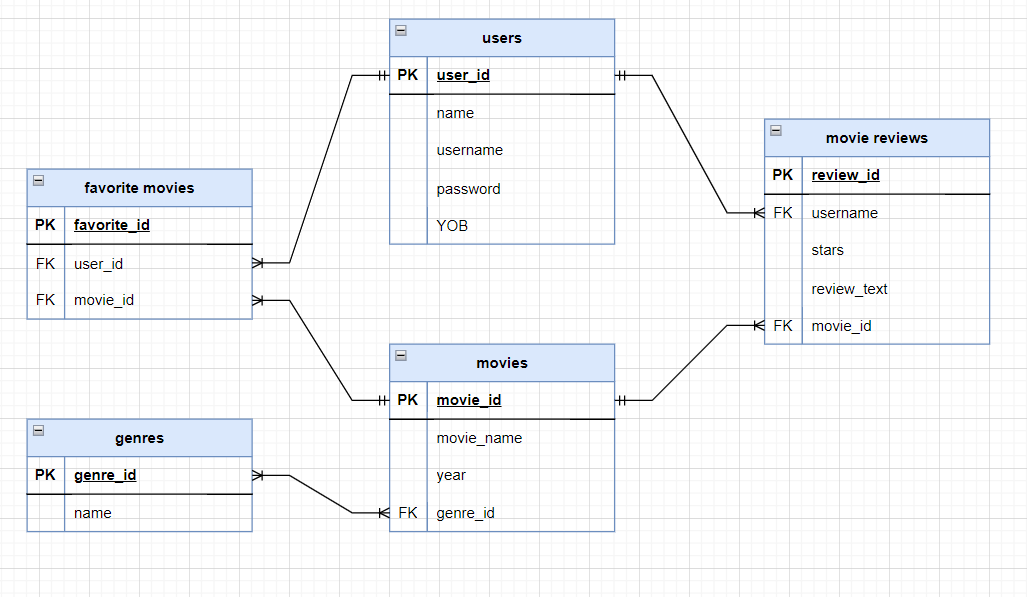 users
PK user_id
name
username
password
YOB
movie reviews
PK review_id
FK username
stars
review_text
FK movie_id
favorite movies
PK favorite_id
FK user_id
FK movie_id
movies
PK movie_id
movie_name
year
FK genre_id
genres
PK genre_id
name